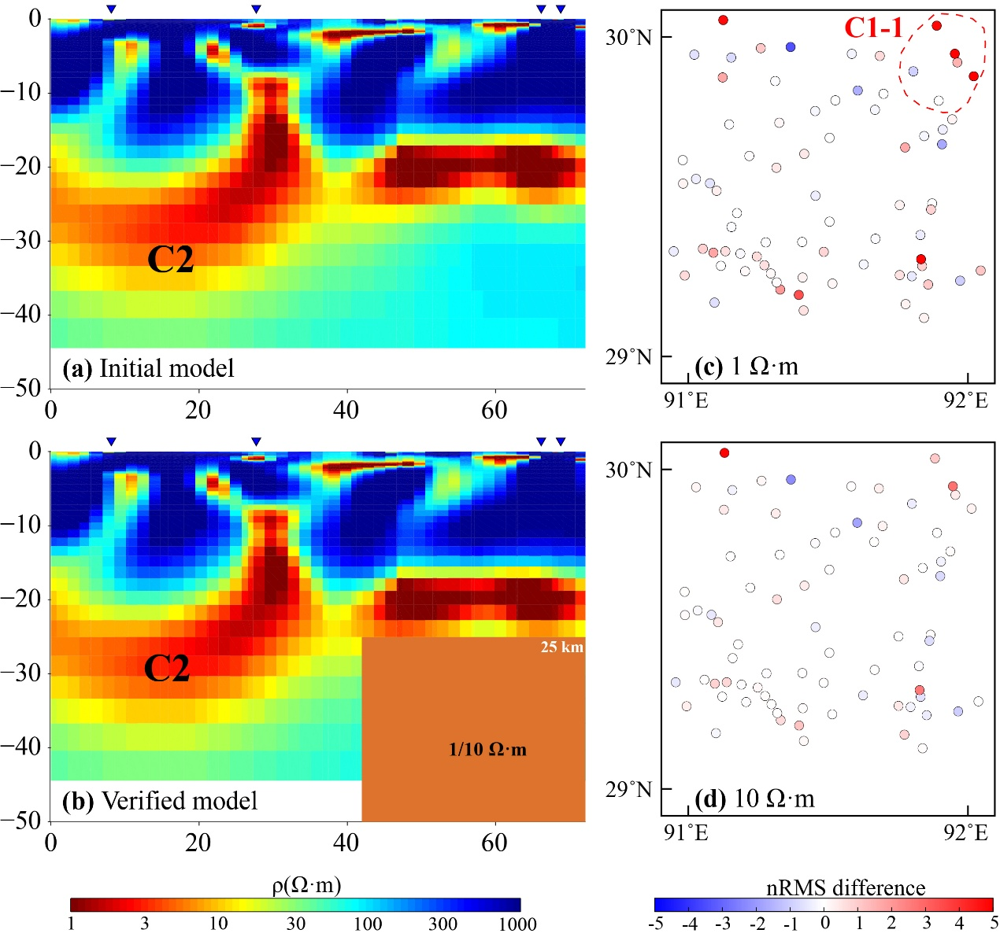 0
−10
−20
−30
−40
−50
0 20 40 60
C2
(a) Initial model
30°N
29°N
91°E 92°E
C1-1
(c) 1 Ω·m
0
−10
−20
−30
−40
−50
0 20 40 60
C2
25 km
1/10 Ω·m
(b) Verified model
30°N
29°N
91°E 92°E
(d) 10 Ω·m
ρ(Ω·m)
1 3 10 30 100 300 1000
nRMS difference
-5 -4 -3 -2 -1 0 1 2 3 4 5